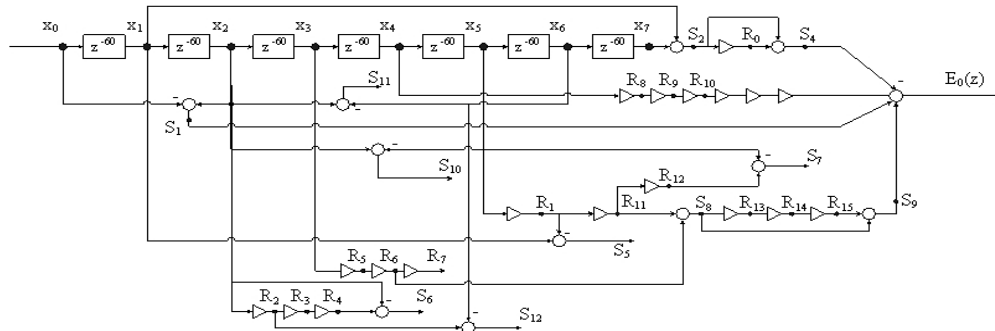 x₀ x₁ x₂ x₃ x₄ x₅ x₆ x₇
z⁻⁶⁰ z⁻⁶⁰ z⁻⁶⁰ z⁻⁶⁰ z⁻⁶⁰ z⁻⁶⁰ z⁻⁶⁰
S₂ R₀ S₄
S₁₁
R₈ R₉ R₁₀
E₀(z)
S₁
S₁₀
S₇
R₁₂
R₁ R₁₁ S₈ R₁₃ R₁₄ R₁₅ S₉
S₅
R₅ R₆ R₇
R₂ R₃ R₄ S₆
S₁₂